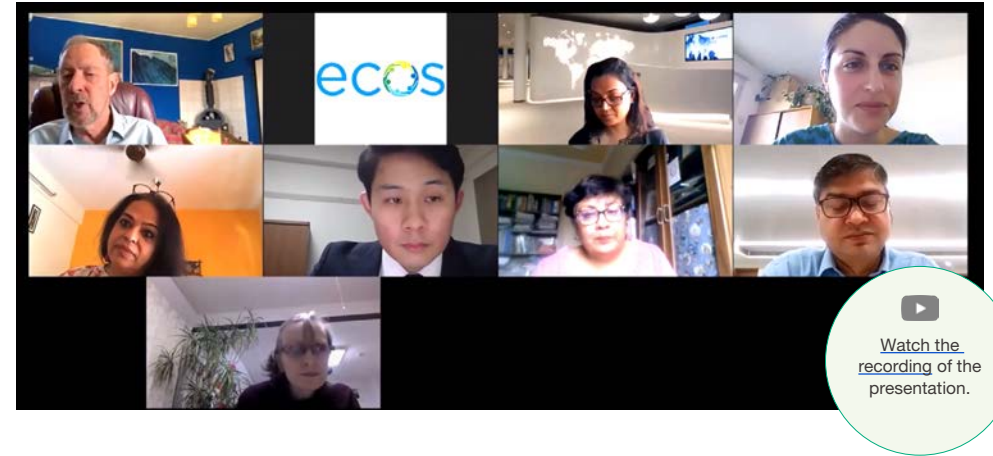 ecos
Watch the
recording of the
presentation.